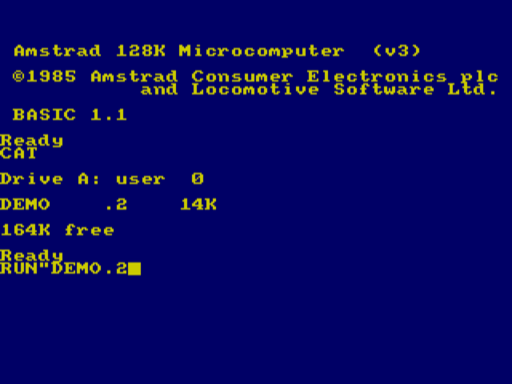 Amstrad 128K Microcomputer (v3)
©1985 Amstrad Consumer Electronics plc
and Locomotive Software Ltd.
BASIC 1.1
Ready
CAT
Drive A: user 0
DEMO .2 14K
164K free
Ready
RUN"DEMO.2